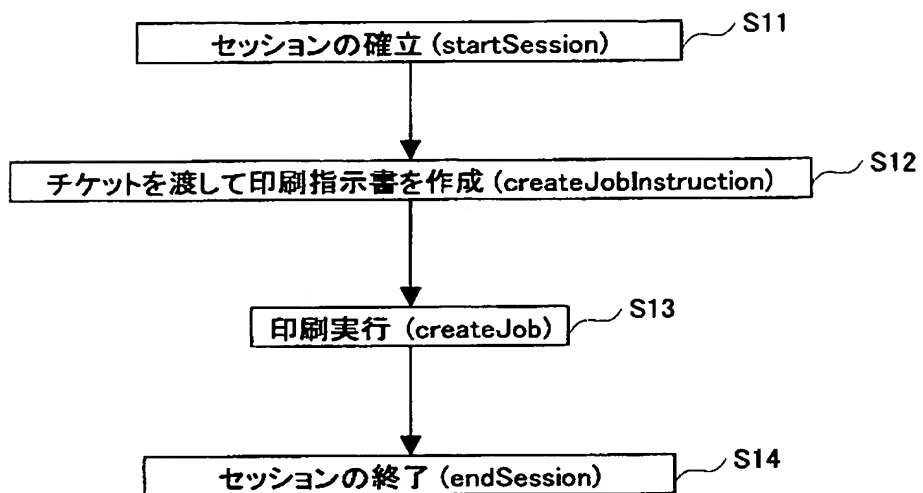 セッションの確立 (startSession)
S11
チケットを渡して印刷指示書を作成 (createJobInstruction)
S12
印刷実行 (createJob)
S13
セッションの終了 (endSession)
S14